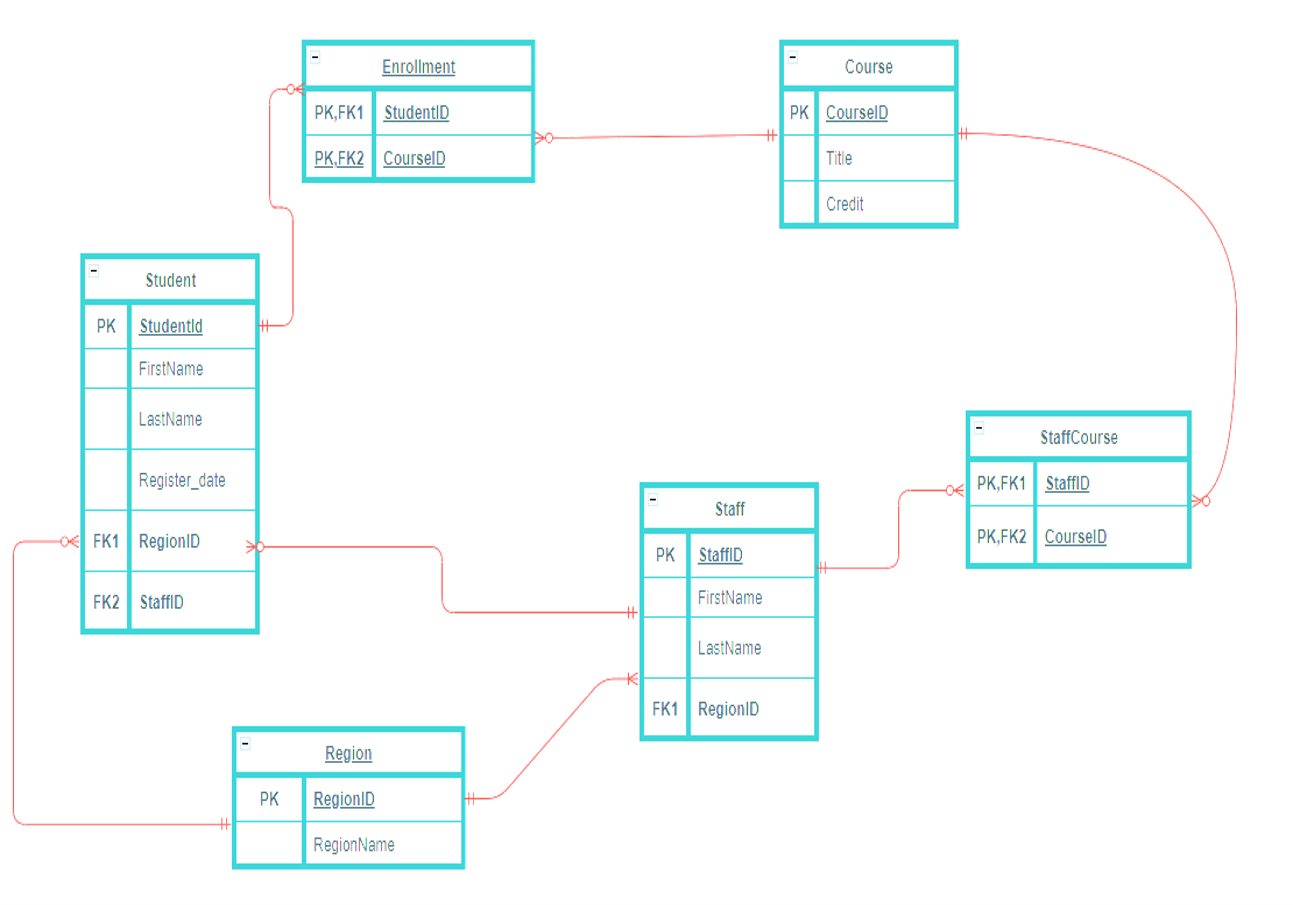 Enrollment
PK,FK1 StudentID
PK,FK2 CourseID
Course
PK CourseID
Title
Credit
Student
PK StudentId
FirstName
LastName
Register_date
FK1 RegionID
FK2 StaffID
StaffCourse
PK,FK1 StaffID
PK,FK2 CourseID
Staff
PK StaffID
FirstName
LastName
FK1 RegionID
Region
PK RegionID
RegionName